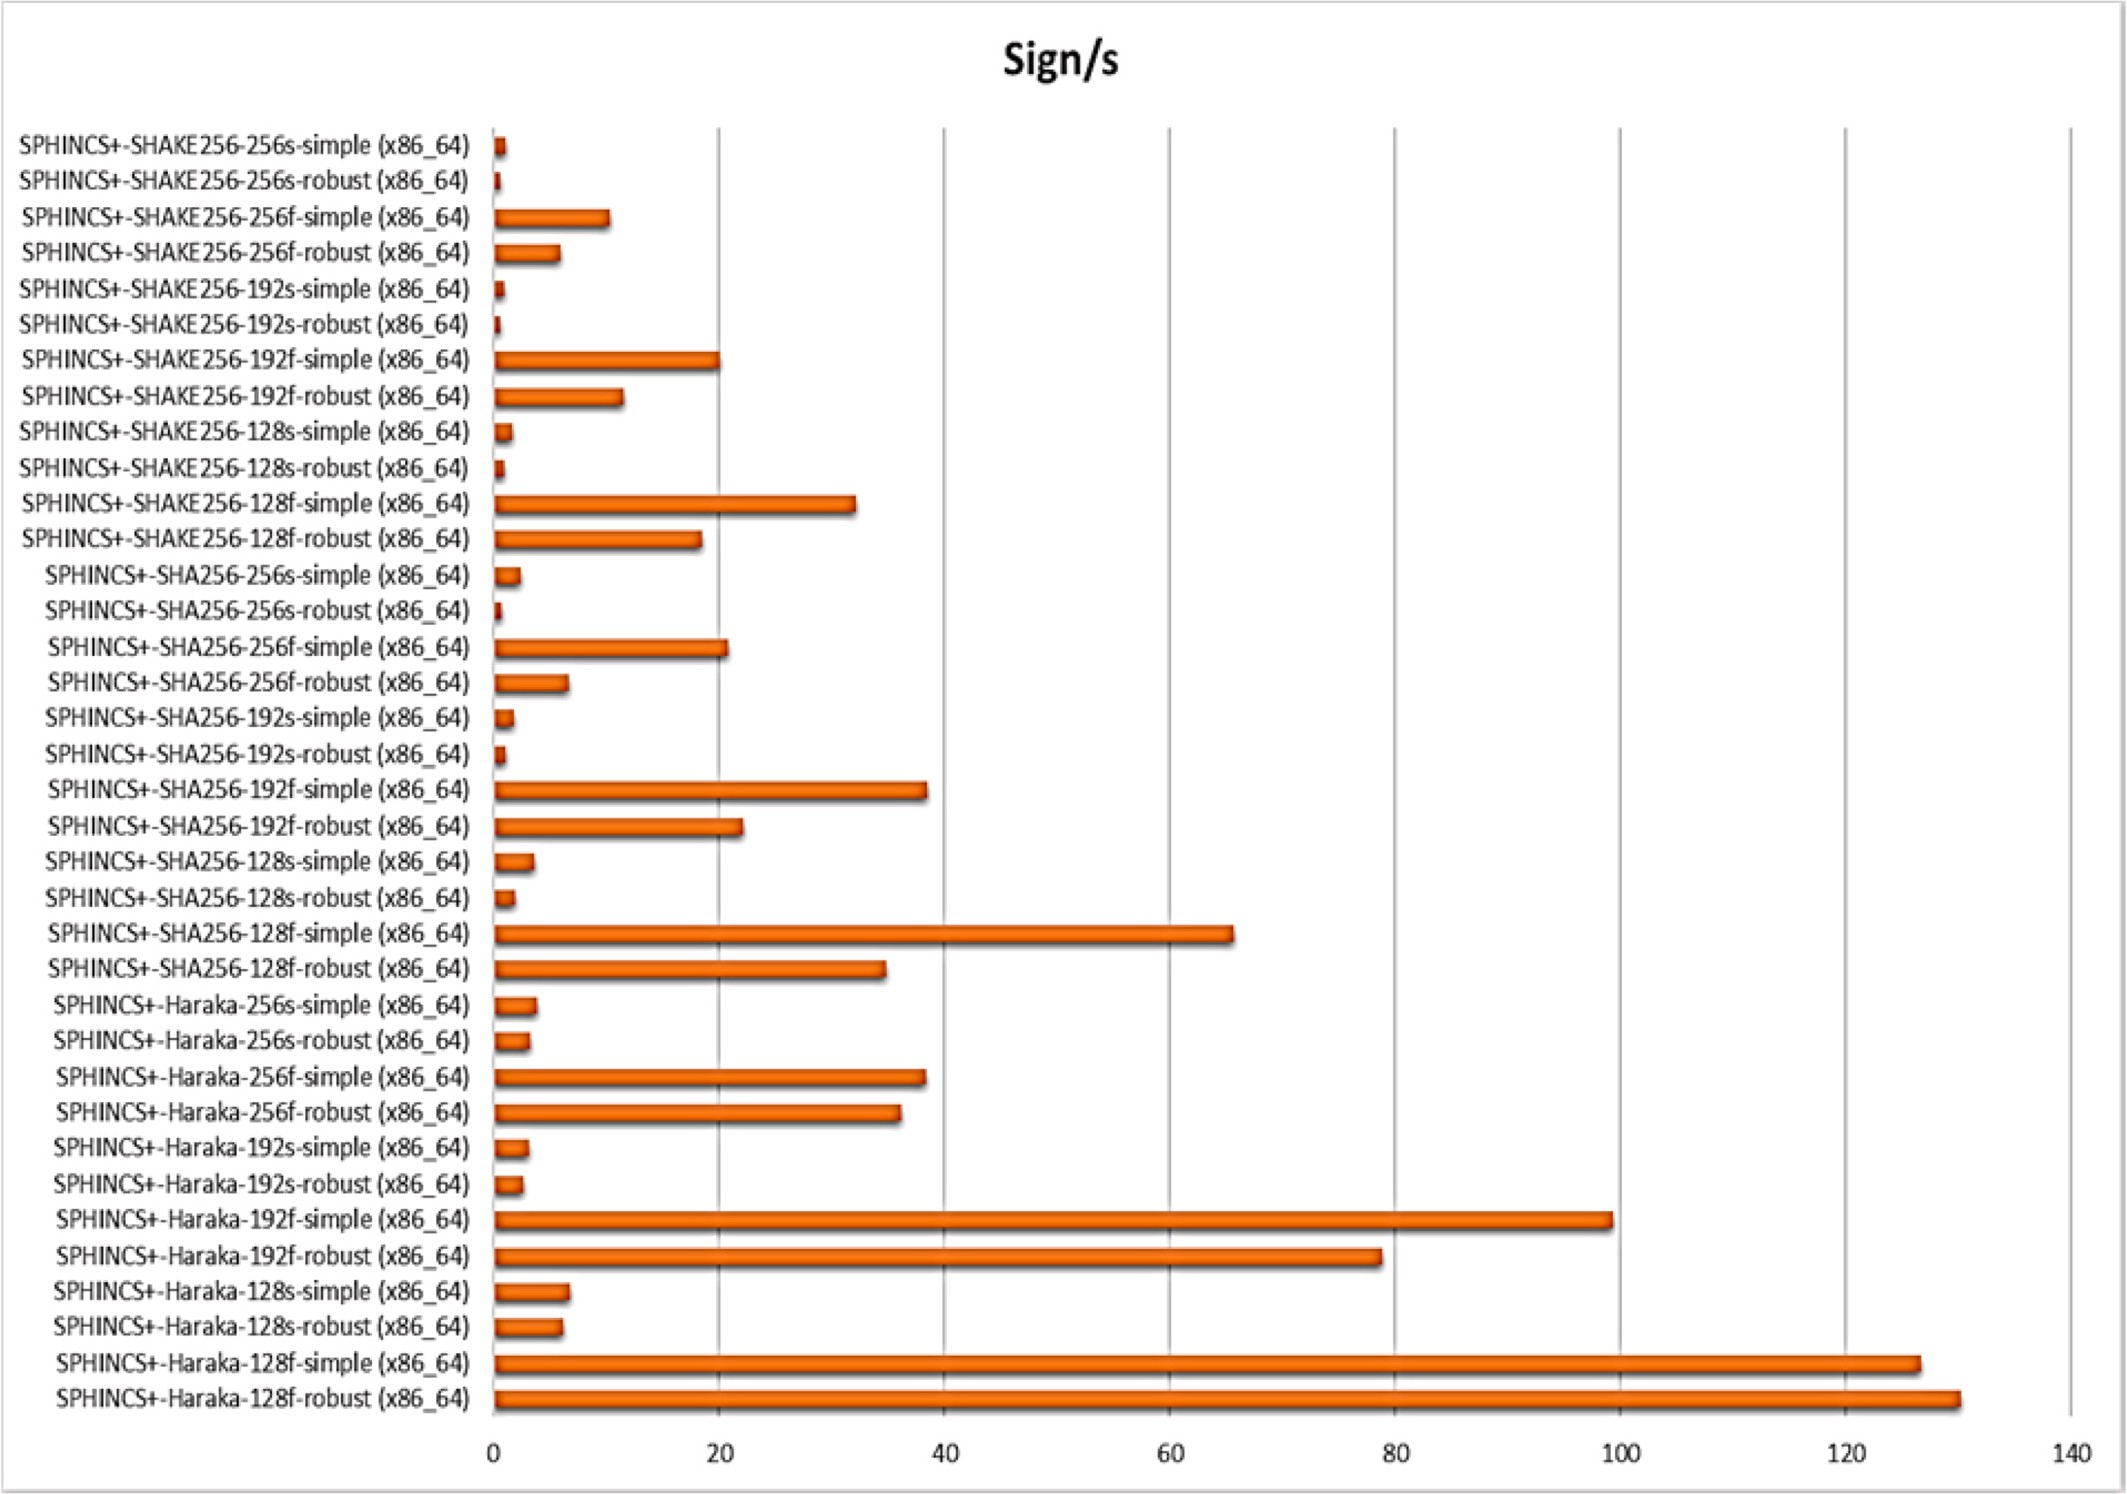 Sign/s
SPHINCS+-SHAKE256-256s-simple (x86_64)
SPHINCS+-SHAKE256-256s-robust (x86_64)
SPHINCS+-SHAKE256-256f-simple (x86_64)
SPHINCS+-SHAKE256-256f-robust (x86_64)
SPHINCS+-SHAKE256-192s-simple (x86_64)
SPHINCS+-SHAKE256-192s-robust (x86_64)
SPHINCS+-SHAKE256-192f-simple (x86_64)
SPHINCS+-SHAKE256-192f-robust (x86_64)
SPHINCS+-SHAKE256-128s-simple (x86_64)
SPHINCS+-SHAKE256-128s-robust (x86_64)
SPHINCS+-SHAKE256-128f-simple (x86_64)
SPHINCS+-SHAKE256-128f-robust (x86_64)
SPHINCS+-SHA256-256s-simple (x86_64)
SPHINCS+-SHA256-256s-robust (x86_64)
SPHINCS+-SHA256-256f-simple (x86_64)
SPHINCS+-SHA256-256f-robust (x86_64)
SPHINCS+-SHA256-192s-simple (x86_64)
SPHINCS+-SHA256-192s-robust (x86_64)
SPHINCS+-SHA256-192f-simple (x86_64)
SPHINCS+-SHA256-192f-robust (x86_64)
SPHINCS+-SHA256-128s-simple (x86_64)
SPHINCS+-SHA256-128s-robust (x86_64)
SPHINCS+-SHA256-128f-simple (x86_64)
SPHINCS+-SHA256-128f-robust (x86_64)
SPHINCS+-Haraka-256s-simple (x86_64)
SPHINCS+-Haraka-256s-robust (x86_64)
SPHINCS+-Haraka-256f-simple (x86_64)
SPHINCS+-Haraka-256f-robust (x86_64)
SPHINCS+-Haraka-192s-simple (x86_64)
SPHINCS+-Haraka-192s-robust (x86_64)
SPHINCS+-Haraka-192f-simple (x86_64)
SPHINCS+-Haraka-192f-robust (x86_64)
SPHINCS+-Haraka-128s-simple (x86_64)
SPHINCS+-Haraka-128s-robust (x86_64)
SPHINCS+-Haraka-128f-simple (x86_64)
SPHINCS+-Haraka-128f-robust (x86_64)
0 20 40 60 80 100 120 140